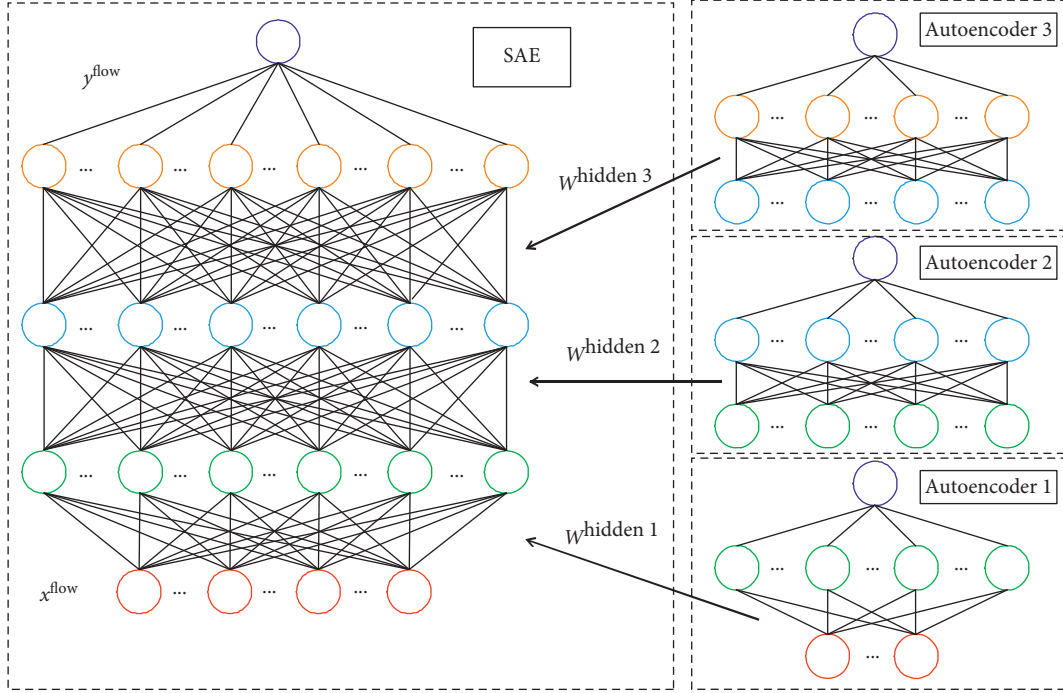 SAE
y^flow
W^hidden 3
W^hidden 2
W^hidden 1
x^flow
Autoencoder 3
Autoencoder 2
Autoencoder 1